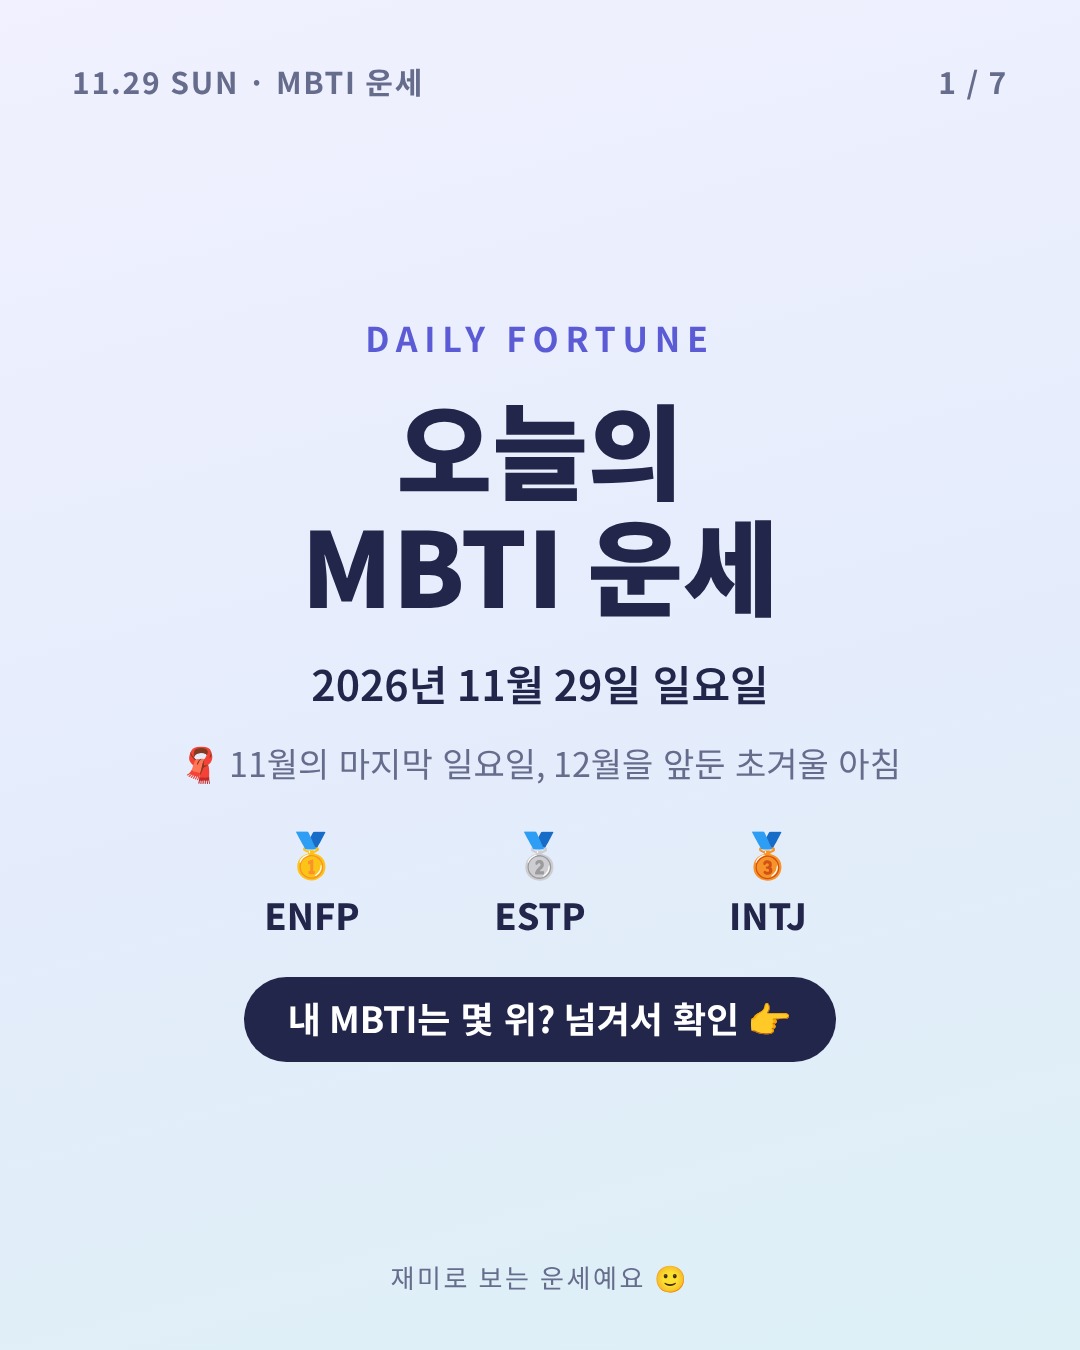 11.29 SUN · MBTI 운세
1 / 7
DAILY FORTUNE
오늘의
MBTI 운세
2026년 11월 29일 일요일
🧣 11월의 마지막 일요일, 12월을 앞둔 초겨울 아침
🥇 🥈 🥉
ENFP ESTP INTJ
내 MBTI는 몇 위? 넘겨서 확인 👉
재미로 보는 운세예요 🙂